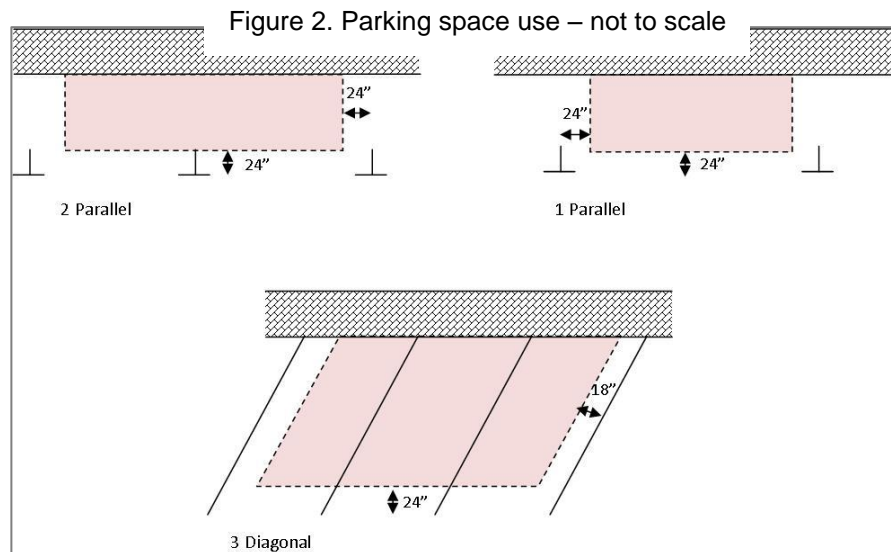 Figure 2. Parking space use – not to scale
24”
24”
2 Parallel
24”
24”
1 Parallel
18”
24”
3 Diagonal